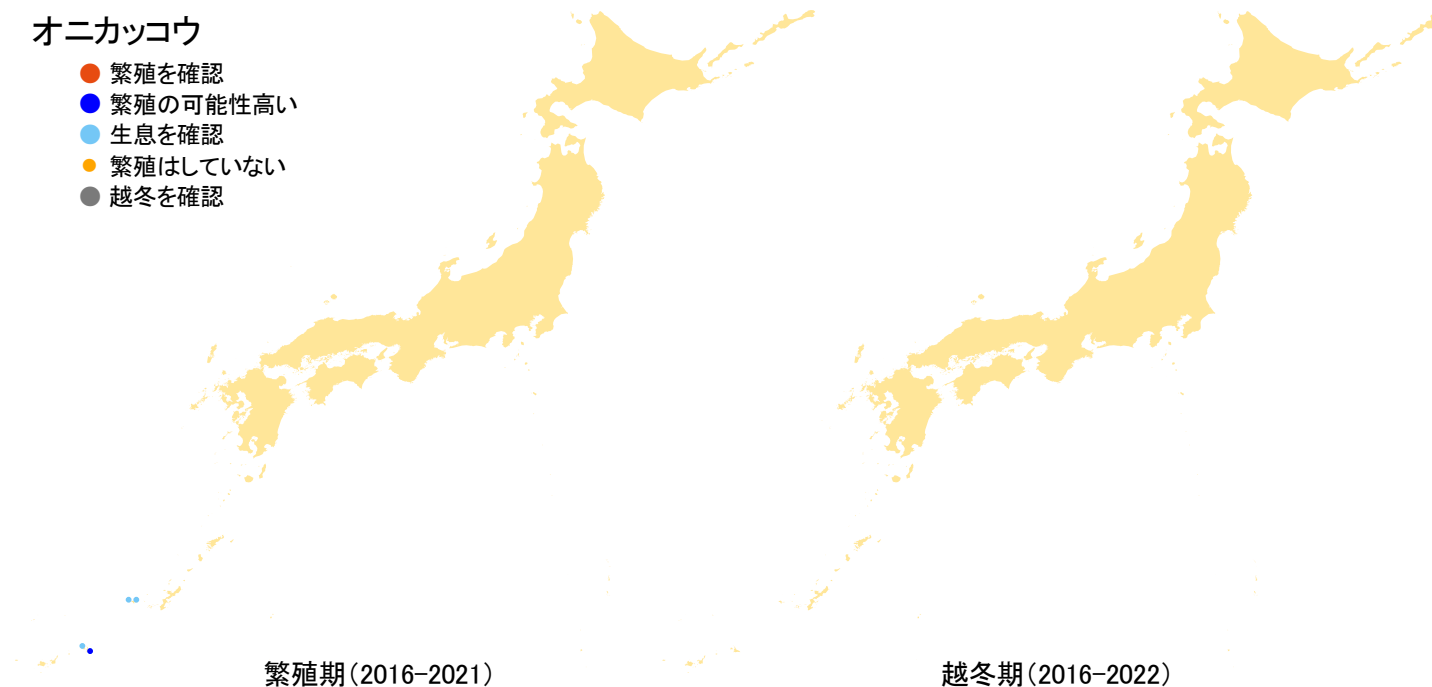 オニカッコウ
繁殖を確認
繁殖の可能性高い
生息を確認
繁殖はしていない
越冬を確認
繁殖期(2016-2021)
越冬期(2016-2022)